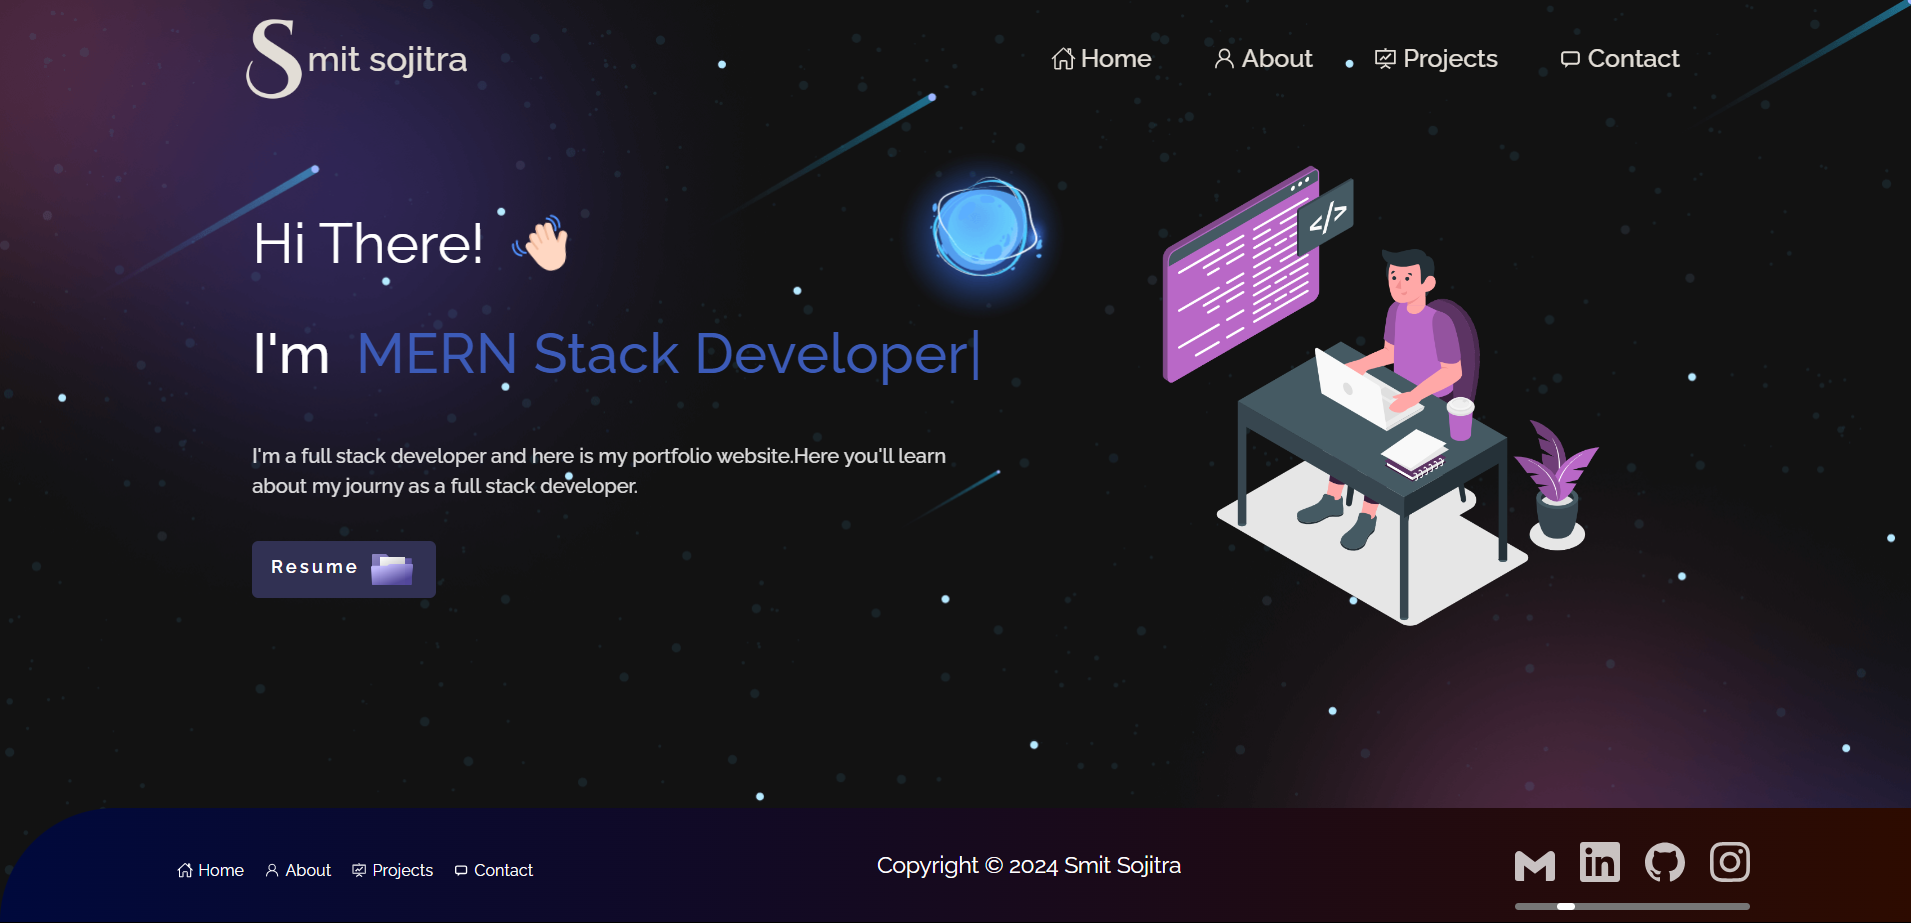 Smit sojitra
Home About Projects Contact
Hi There!
I'm MERN Stack Developer|
</>
I'm a full stack developer and here is my portfolio website.Here you'll learn
about my journy as a full stack developer.
Resume
Home About Projects Contact
Copyright © 2024 Smit Sojitra
in